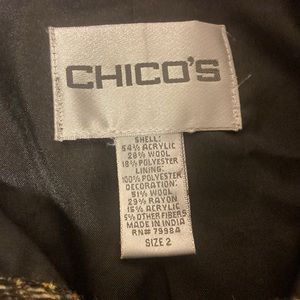 CHICO'S
SHELL:
54% ACRYLIC
28% WOOL
18% POLYESTER
LINING:
100% POLYESTER
DECORATION:
51% WOOL
29% RAYON
15% ACRYLIC
5% OTHER FIBERS
MADE IN INDIA
RN# 79984
SIZE 2